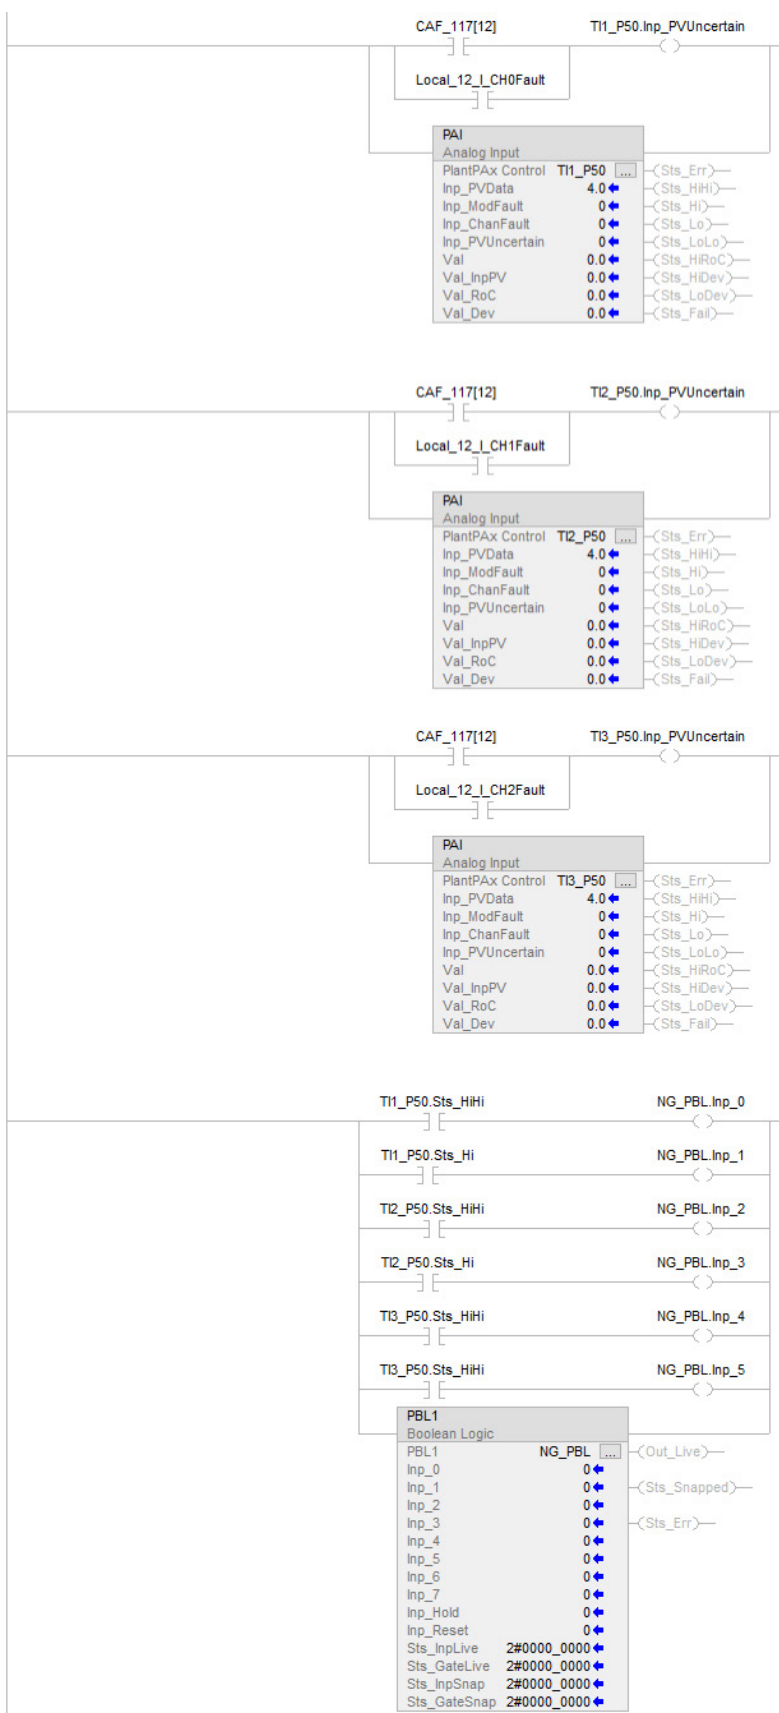 CAF_117[12] TI1_P50.Inp_PVUncertain
Local_12_I_CH0Fault
PAI
Analog Input
PlantPAx Control TI1_P50 ... (Sts_Err)
Inp_PVData 4.0 (Sts_HiHi)
Inp_ModFault 0 (Sts_Hi)
Inp_ChanFault 0 (Sts_Lo)
Inp_PVUncertain 0 (Sts_LoLo)
Val 0.0 (Sts_HiRoC)
Val_InpPV 0.0 (Sts_HiDev)
Val_RoC 0.0 (Sts_LoDev)
Val_Dev 0.0 (Sts_Fail)
CAF_117[12] TI2_P50.Inp_PVUncertain
Local_12_I_CH1Fault
PAI
Analog Input
PlantPAx Control TI2_P50 ... (Sts_Err)
Inp_PVData 4.0 (Sts_HiHi)
Inp_ModFault 0 (Sts_Hi)
Inp_ChanFault 0 (Sts_Lo)
Inp_PVUncertain 0 (Sts_LoLo)
Val 0.0 (Sts_HiRoC)
Val_InpPV 0.0 (Sts_HiDev)
Val_RoC 0.0 (Sts_LoDev)
Val_Dev 0.0 (Sts_Fail)
CAF_117[12] TI3_P50.Inp_PVUncertain
Local_12_I_CH2Fault
PAI
Analog Input
PlantPAx Control TI3_P50 ... (Sts_Err)
Inp_PVData 4.0 (Sts_HiHi)
Inp_ModFault 0 (Sts_Hi)
Inp_ChanFault 0 (Sts_Lo)
Inp_PVUncertain 0 (Sts_LoLo)
Val 0.0 (Sts_HiRoC)
Val_InpPV 0.0 (Sts_HiDev)
Val_RoC 0.0 (Sts_LoDev)
Val_Dev 0.0 (Sts_Fail)
TI1_P50.Sts_HiHi NG_PBL.Inp_0
TI1_P50.Sts_Hi NG_PBL.Inp_1
TI2_P50.Sts_HiHi NG_PBL.Inp_2
TI2_P50.Sts_Hi NG_PBL.Inp_3
TI3_P50.Sts_HiHi NG_PBL.Inp_4
TI3_P50.Sts_HiHi NG_PBL.Inp_5
PBL1
Boolean Logic
PBL1 NG_PBL ... (Out_Live)
Inp_0 0
Inp_1 0 (Sts_Snapped)
Inp_2 0
Inp_3 0 (Sts_Err)
Inp_4 0
Inp_5 0
Inp_6 0
Inp_7 0
Inp_Hold 0
Inp_Reset 0
Sts_InpLive 2#0000_0000
Sts_GateLive 2#0000_0000
Sts_InpSnap 2#0000_0000
Sts_GateSnap 2#0000_0000